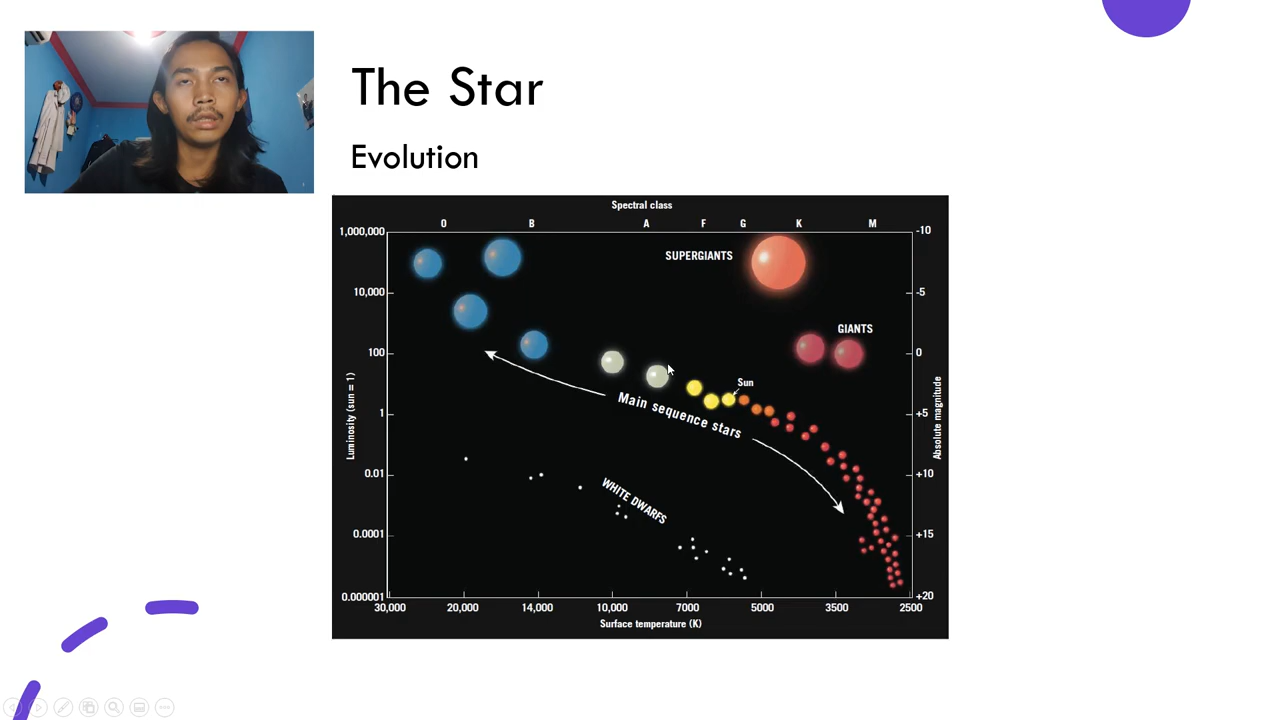 The Star
Evolution
Spectral class
O B A F G K M
1,000,000
-10
SUPERGIANTS
10,000
-5
GIANTS
100
0
Sun
Main sequence stars
1
+5
Luminosity (sun = 1)
Absolute magnitude
0.01
+10
WHITE DWARFS
0.0001
+15
0.000001
+20
30,000 20,000 14,000 10,000 7000 5000 3500 2500
Surface temperature (K)